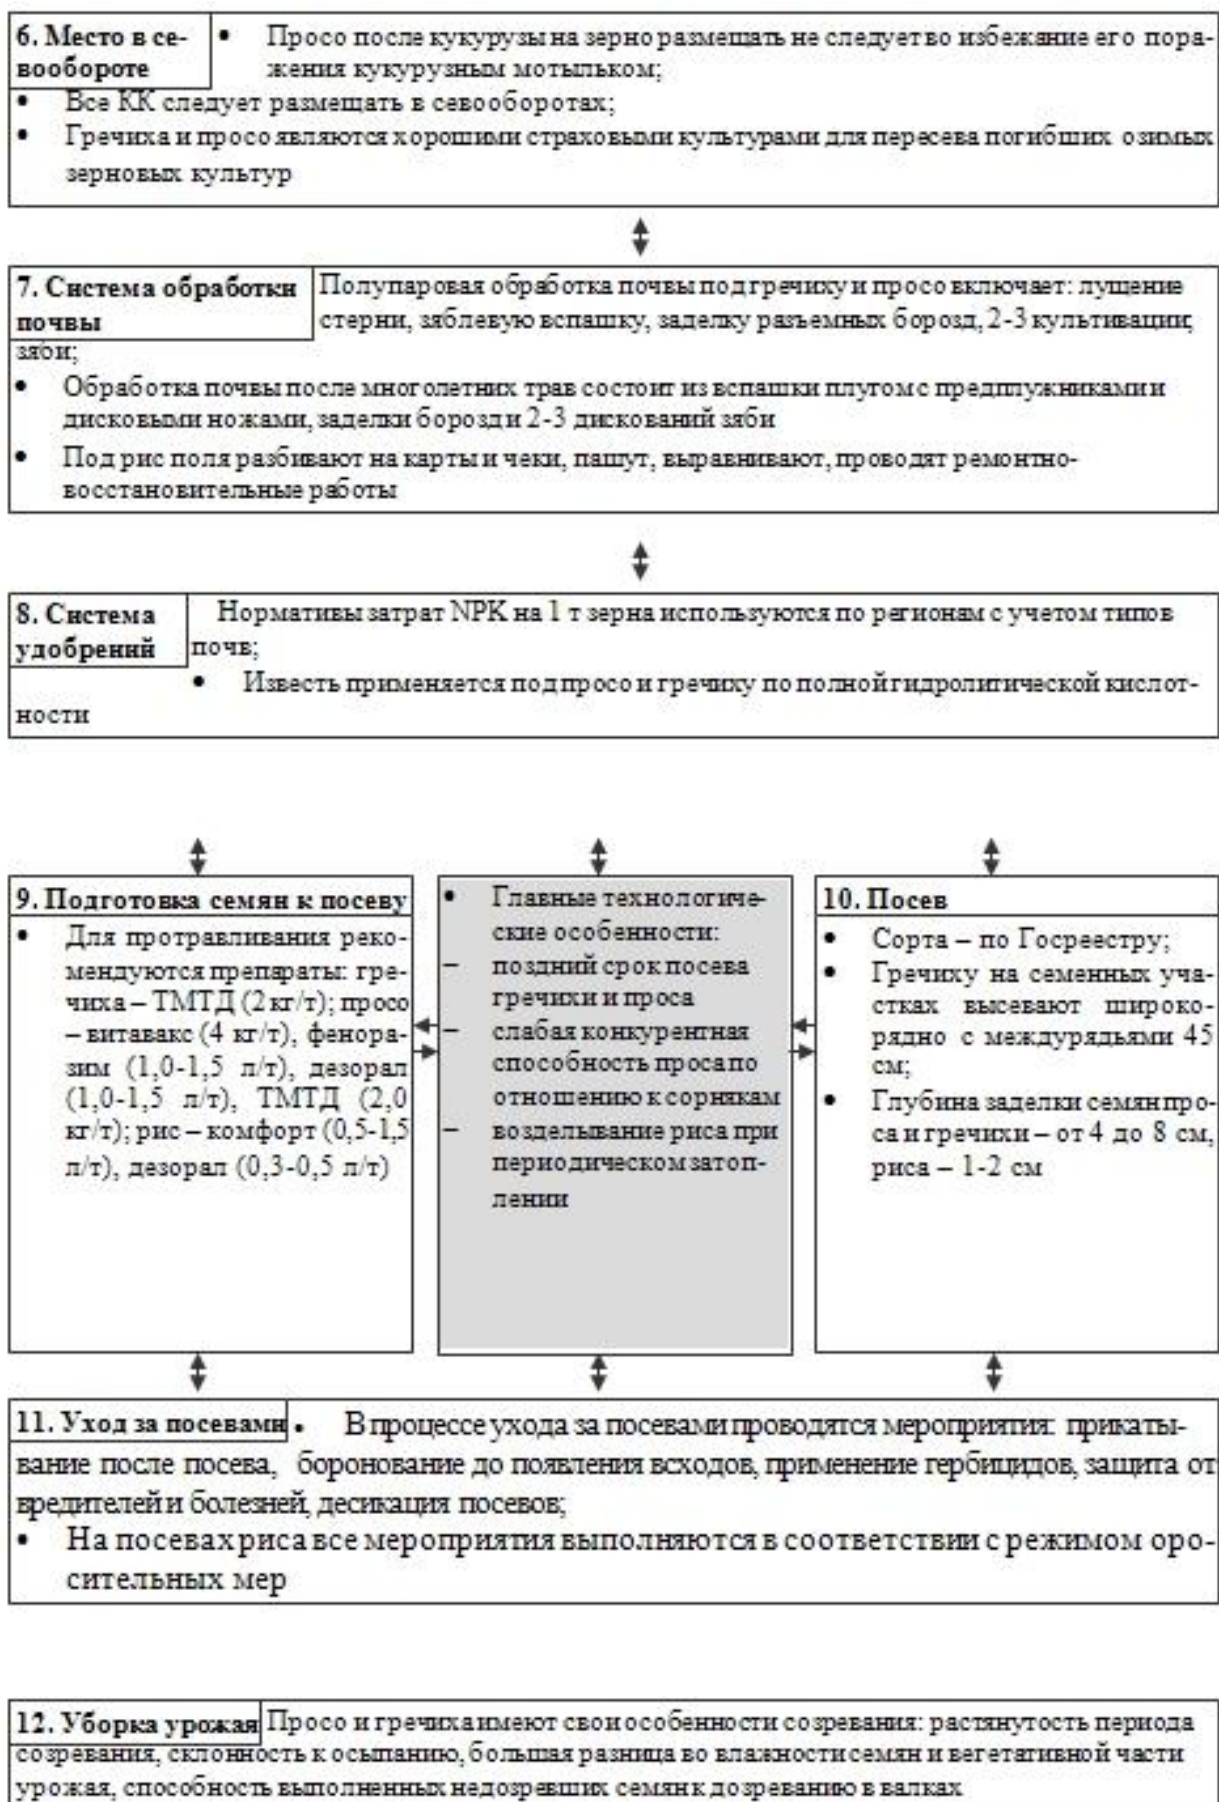 6. Место в се-
вообороте
• Просо после кукурузы на зерно размещать не следует во избежание его пора-
жения кукурузным мотыльком;
• Все КК следует размещать в севооборотах;
• Гречиха и просо являются хорошими страховыми культурами для пересева погибших озимых
зерновых культур
7. Система обработки
почвы
Полупаровая обработка почвы под гречиху и просо включает: лущение
стерни, зяблевую вспашку, заделку разъемных борозд, 2-3 культивации
зяби;
• Обработка почвы после многолетних трав состоит из вспашки плугом с предплужниками и
дисковыми ножами, заделки борозд и 2-3 дискований зяби
• Под рис поля разбивают на карты и чеки, пашут, выравнивают, проводят ремонтно-
восстановительные работы
8. Система
удобрений
Нормативы затрат NPK на 1 т зерна используются по регионам с учетом типов
почв;
• Известь применяется под просо и гречиху по полной гидролитической кислот-
ности
9. Подготовка семян к посеву
• Для протравливания реко-
мендуются препараты: гре-
чиха – ТМТД (2 кг/т); просо
– витавакс (4 кг/т), фенора-
зим (1,0-1,5 л/т), дезорал
(1,0-1,5 л/т), ТМТД (2,0
кг/т); рис – комфорт (0,5-1,5
л/т), дезорал (0,3-0,5 л/т)
• Главные технологиче-
ские особенности:
– поздний срок посева
гречихи и проса
– слабая конкурентная
способность проса по
отношению к сорнякам
– возделывание риса при
периодическом затоп-
лении
10. Посев
• Сорта – по Госреестру;
• Гречиху на семенных уча-
стках высевают широко-
рядно с междурядьями 45
см;
• Глубина заделки семян про-
са и гречихи – от 4 до 8 см,
риса – 1-2 см
11. Уход за посевами
• В процессе ухода за посевами проводятся мероприятия: прикаты-
вание после посева, боронование до появления всходов, применение гербицидов, защита от
вредителей и болезней, десикация посевов;
• На посевах риса все мероприятия выполняются в соответствии с режимом оро-
сительных мер
12. Уборка урожая
Просо и гречиха имеют свои особенности созревания: растянутость периода
созревания, склонность к осыпанию, большая разница во влажности семян и вегетативной части
урожая, способность выполненных недозревших семян к дозреванию в валках